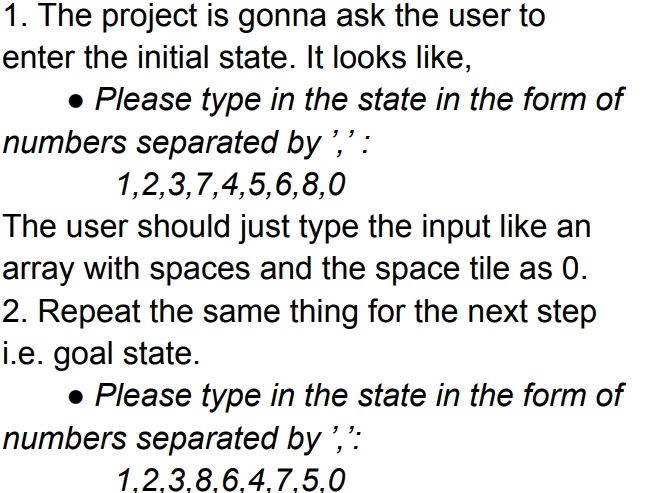 1. The project is gonna ask the user to
enter the initial state. It looks like,
● Please type in the state in the form of
numbers separated by ’,’ :
1,2,3,7,4,5,6,8,0
The user should just type the input like an
array with spaces and the space tile as 0.
2. Repeat the same thing for the next step
i.e. goal state.
● Please type in the state in the form of
numbers separated by ’,’:
1,2,3,8,6,4,7,5,0